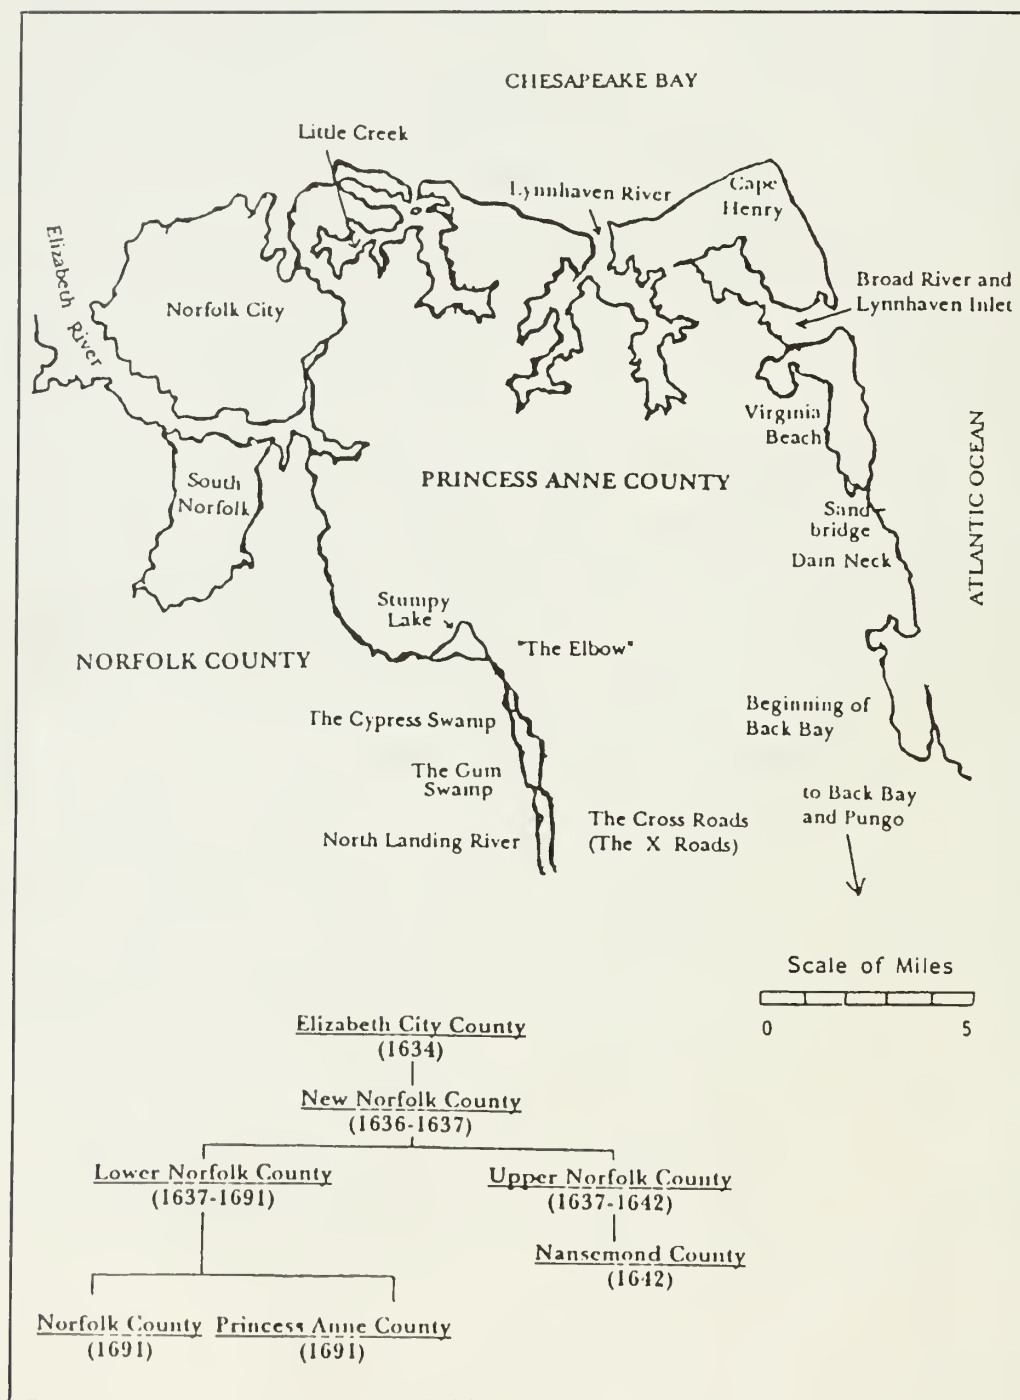 CHESAPEAKE BAY
Little Creek
Lynnhaven River
Cape
Henry
Elizabeth River
Norfolk City
Broad River and
Lynnhaven Inlet
Virginia
Beach
ATLANTIC OCEAN
South
Norfolk
PRINCESS ANNE COUNTY
Sand
bridge
Dam Neck
Stumpy
Lake
"The Elbow"
NORFOLK COUNTY
The Cypress Swamp
Beginning of
Back Bay
The Gum
Swamp
to Back Bay
and Pungo
North Landing River
The Cross Roads
(The X Roads)
Scale of Miles
0 5
Elizabeth City County
(1634)
New Norfolk County
(1636-1637)
Lower Norfolk County
(1637-1691)
Upper Norfolk County
(1637-1642)
Nansemond County
(1642)
Norfolk County
(1691)
Princess Anne County
(1691)